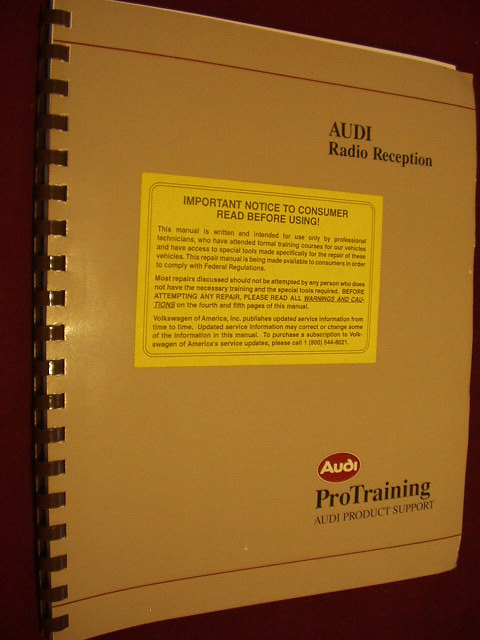 AUDI
Radio Reception
IMPORTANT NOTICE TO CONSUMER
READ BEFORE USING!
This manual is written and intended for use only by professional
technicians, who have attended formal training courses for our vehicles
and have access to special tools made specifically for the repair of these
vehicles. This repair manual is being made available to consumers in order
to comply with Federal Regulations.
Most repairs discussed should not be attempted by any person who does
not have the necessary training and the special tools required. BEFORE
ATTEMPTING ANY REPAIR, PLEASE READ ALL WARNINGS AND CAU-
TIONS on the fourth and fifth pages of this manual.
Volkswagen of America, Inc. publishes updated service information from
time to time. Updated service information may correct or change some
of the information in this manual. To purchase a subscription to Volk-
swagen of America's service updates, please call 1 (800) 544-8021.
Audi
ProTraining
AUDI PRODUCT SUPPORT